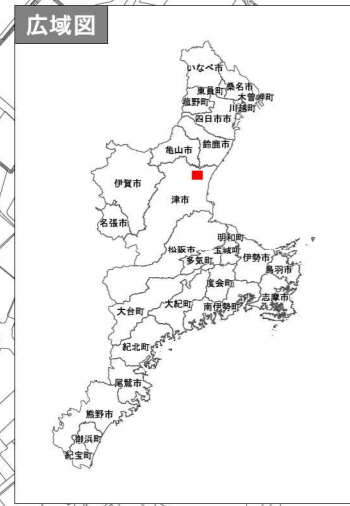 広域図
いなべ市
東員町
桑名市
木曽岬町
菰野町
川越町
四日市市
亀山市
鈴鹿市
伊賀市
津市
名張市
明和町
松阪市
玉城町
多気町
伊勢市
鳥羽市
度会町
志摩市
大台町
大紀町
南伊勢町
紀北町
尾鷲市
熊野市
御浜町
紀宝町